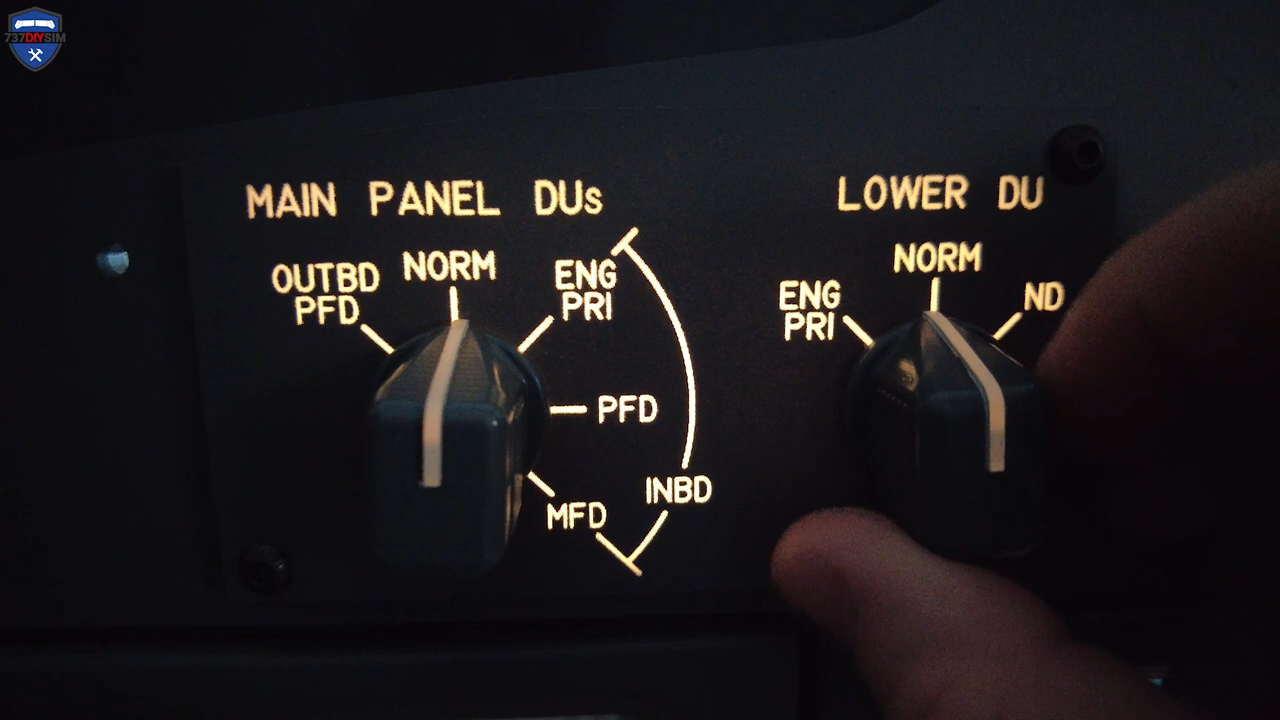 737DIYSIM
MAIN PANEL DUs
OUTBD
PFD
NORM
ENG
PRI
PFD
MFD
INBD
LOWER DU
ENG
PRI
NORM
ND